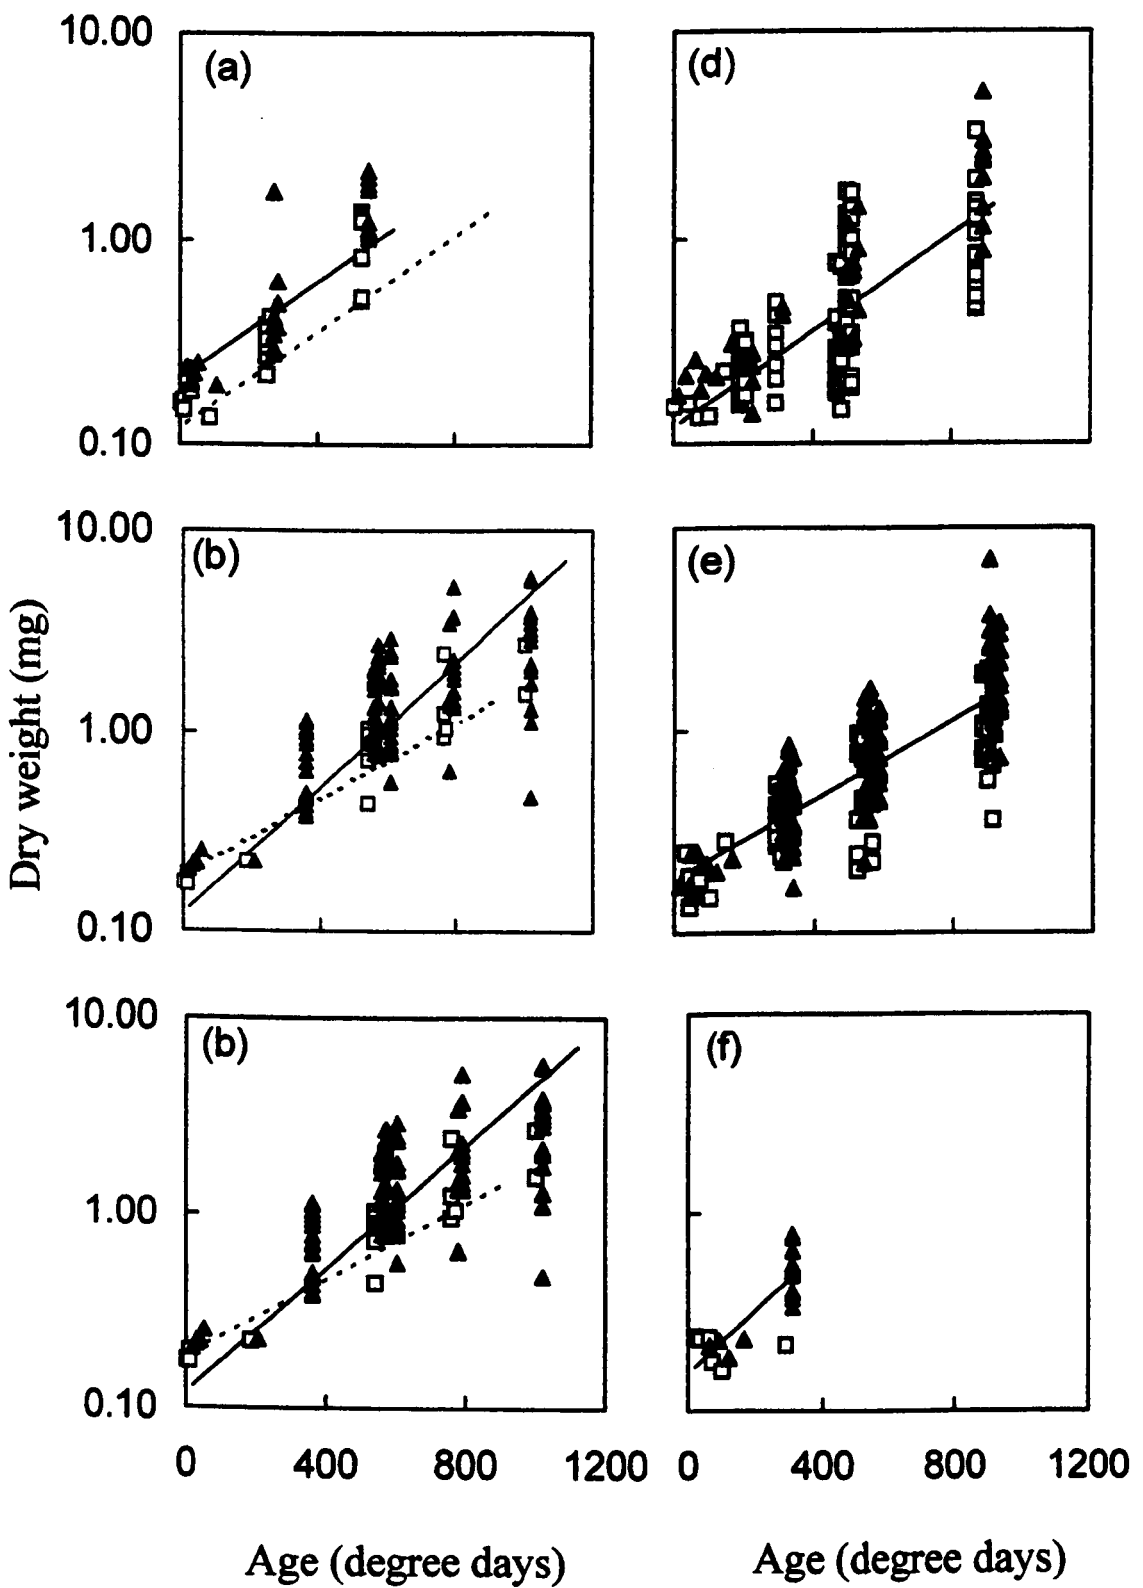 10.00
(a)
(d)
1.00
0.10
10.00
(b)
(e)
1.00
0.10
Dry weight (mg)
10.00
(b)
(f)
1.00
0.10
0 400 800 1200 0 400 800 1200
Age (degree days) Age (degree days)